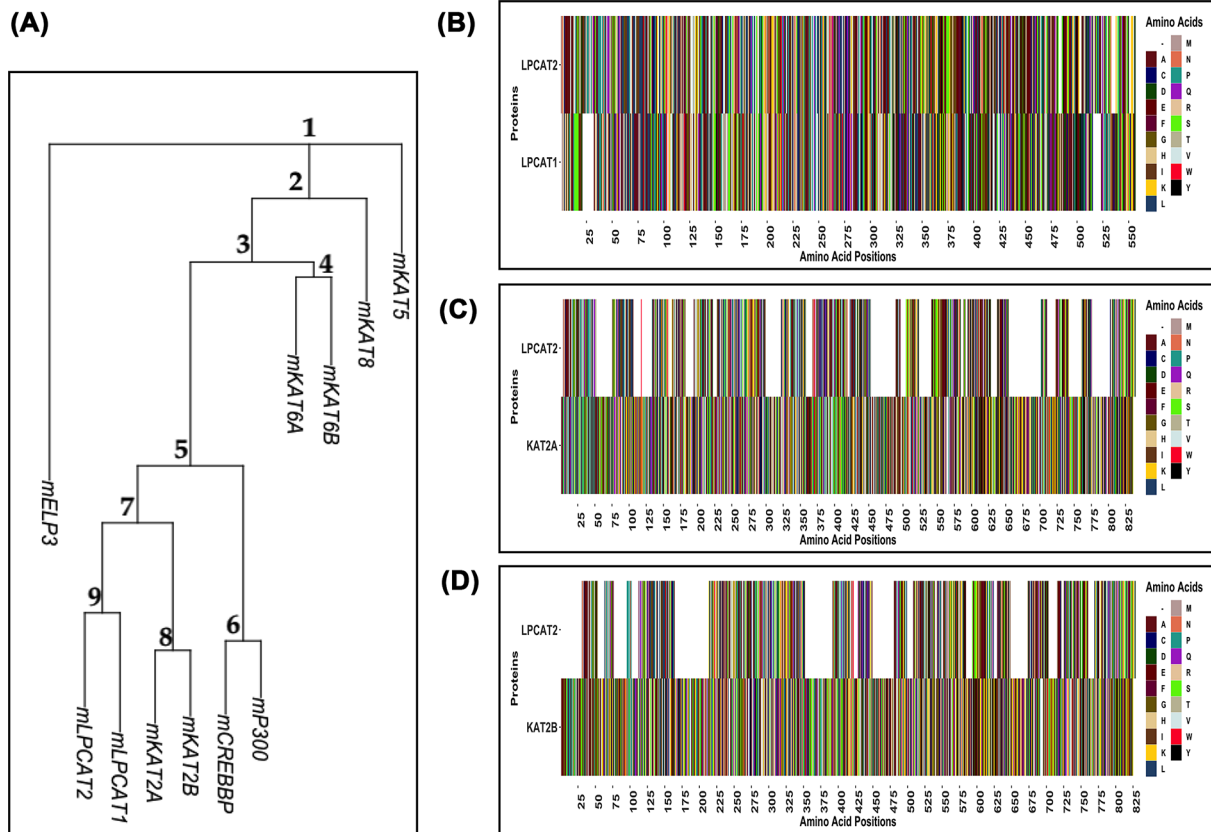 (A)
1
2
3
4
5
6
7
8
9
mELP3
mLPCAT2
mLPCAT1
mKAT2A
mKAT2B
mCREBBP
mP300
mKAT6A
mKAT6B
mKAT8
mKAT5
(B)
Proteins
LPCAT2
LPCAT1
25 50 75 100 125 150 175 200 225 250 275 300 325 350 375 400 425 450 475 500 525 550
Amino Acid Positions
Amino Acids
- M
A N
C P
D Q
E R
F S
G T
H V
I W
K Y
L
(C)
Proteins
LPCAT2
KAT2A
25 50 75 100 125 150 175 200 225 250 275 300 325 350 375 400 425 450 475 500 525 550 575 600 625 650 675 700 725 750 775 800 825
Amino Acid Positions
Amino Acids
- M
A N
C P
D Q
E R
F S
G T
H V
I W
K Y
L
(D)
Proteins
LPCAT2
KAT2B
25 50 75 100 125 150 175 200 225 250 275 300 325 350 375 400 425 450 475 500 525 550 575 600 625 650 675 700 725 750 775 800 825
Amino Acid Positions
Amino Acids
- M
A N
C P
D Q
E R
F S
G T
H V
I W
K Y
L